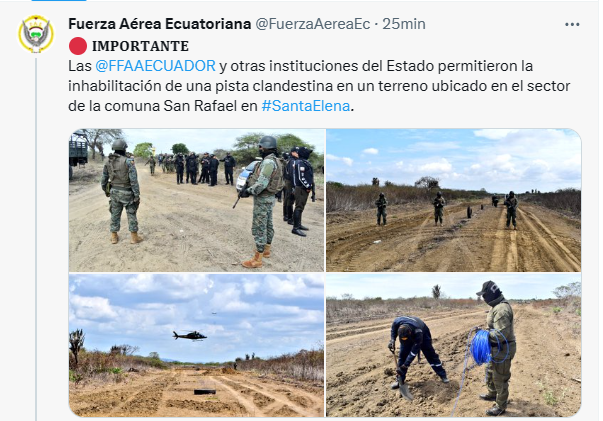 Fuerza Aérea Ecuatoriana @FuerzaAereaEc · 25min
🔴 IMPORTANTE
Las @FFAAECUADOR y otras instituciones del Estado permitieron la
inhabilitación de una pista clandestina en un terreno ubicado en el sector
de la comuna San Rafael en #SantaElena.